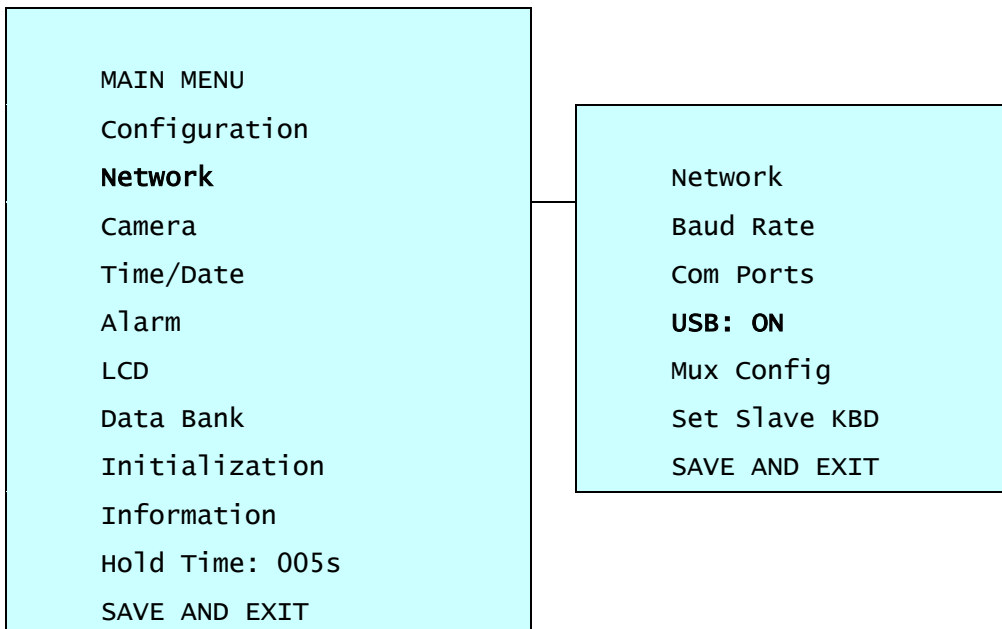 MAIN MENU
Configuration
Network
Camera
Time/Date
Alarm
LCD
Data Bank
Initialization
Information
Hold Time: 005s
SAVE AND EXIT
Network
Baud Rate
Com Ports
USB: ON
Mux Config
Set Slave KBD
SAVE AND EXIT